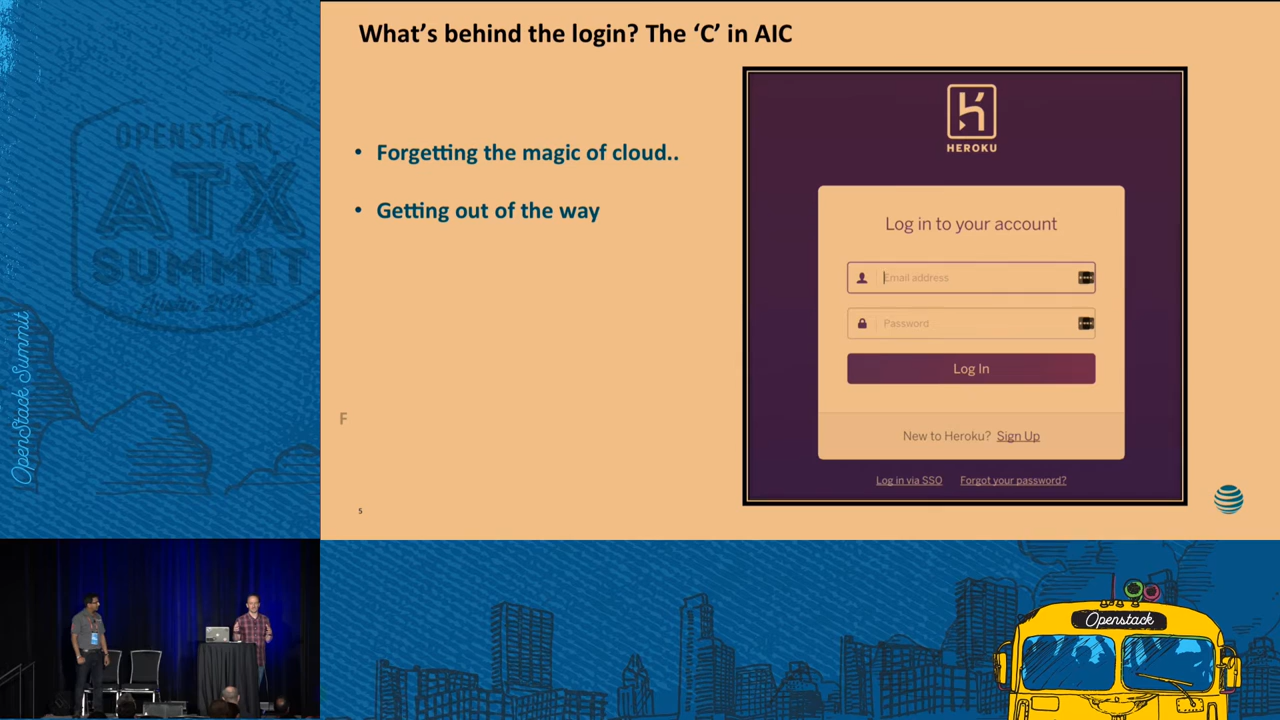 What's behind the login? The 'C' in AIC
• Forgetting the magic of cloud..
• Getting out of the way
F
5
HEROKU
Log in to your account
Email address
Password
Log In
New to Heroku? Sign Up
Log in via SSO Forgot your password?
OPENSTACK
ATX
SUMMIT
OpenStack Summit
Openstack